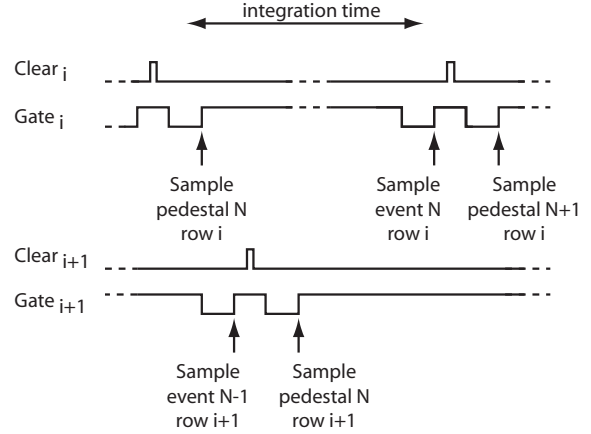 integration time
Clear i
Gate i
Sample
pedestal N
row i
Sample
event N
row i
Sample
pedestal N+1
row i
Clear i+1
Gate i+1
Sample
event N-1
row i+1
Sample
pedestal N
row i+1